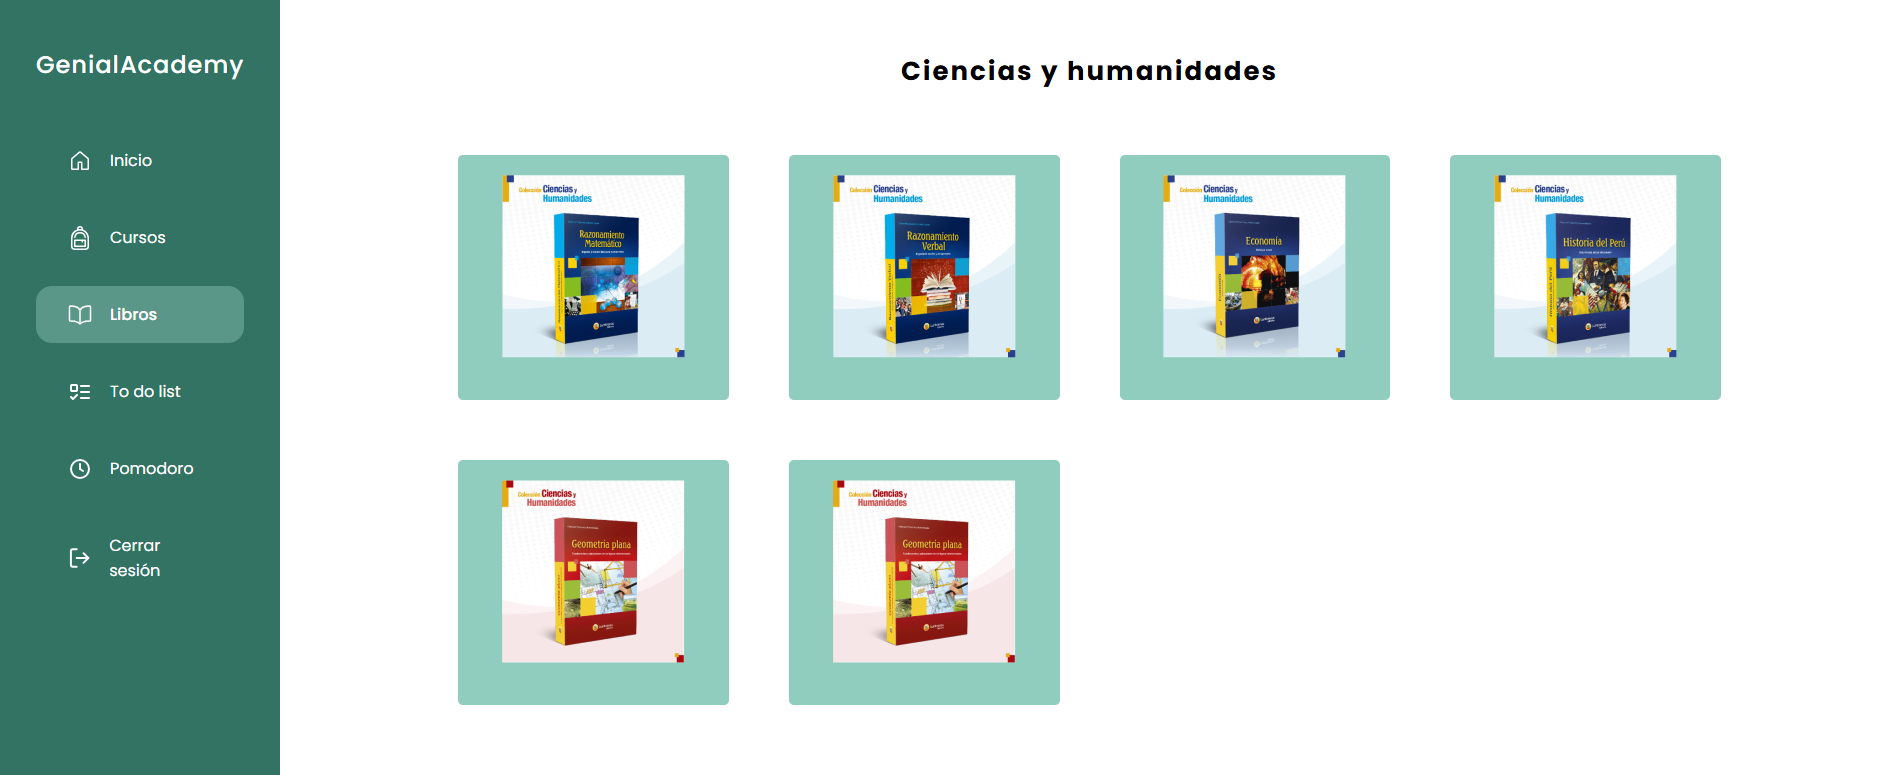 GenialAcademy
Inicio
Cursos
Libros
To do list
Pomodoro
Cerrar
sesión
Ciencias y humanidades
Colección Ciencias y
Humanidades
Razonamiento
Matemático
Colección Ciencias y
Humanidades
Razonamiento
Verbal
Colección Ciencias y
Humanidades
Economía
Colección Ciencias y
Humanidades
Historia del Perú
Colección Ciencias y
Humanidades
Geometría plana
Colección Ciencias y
Humanidades
Geometría plana